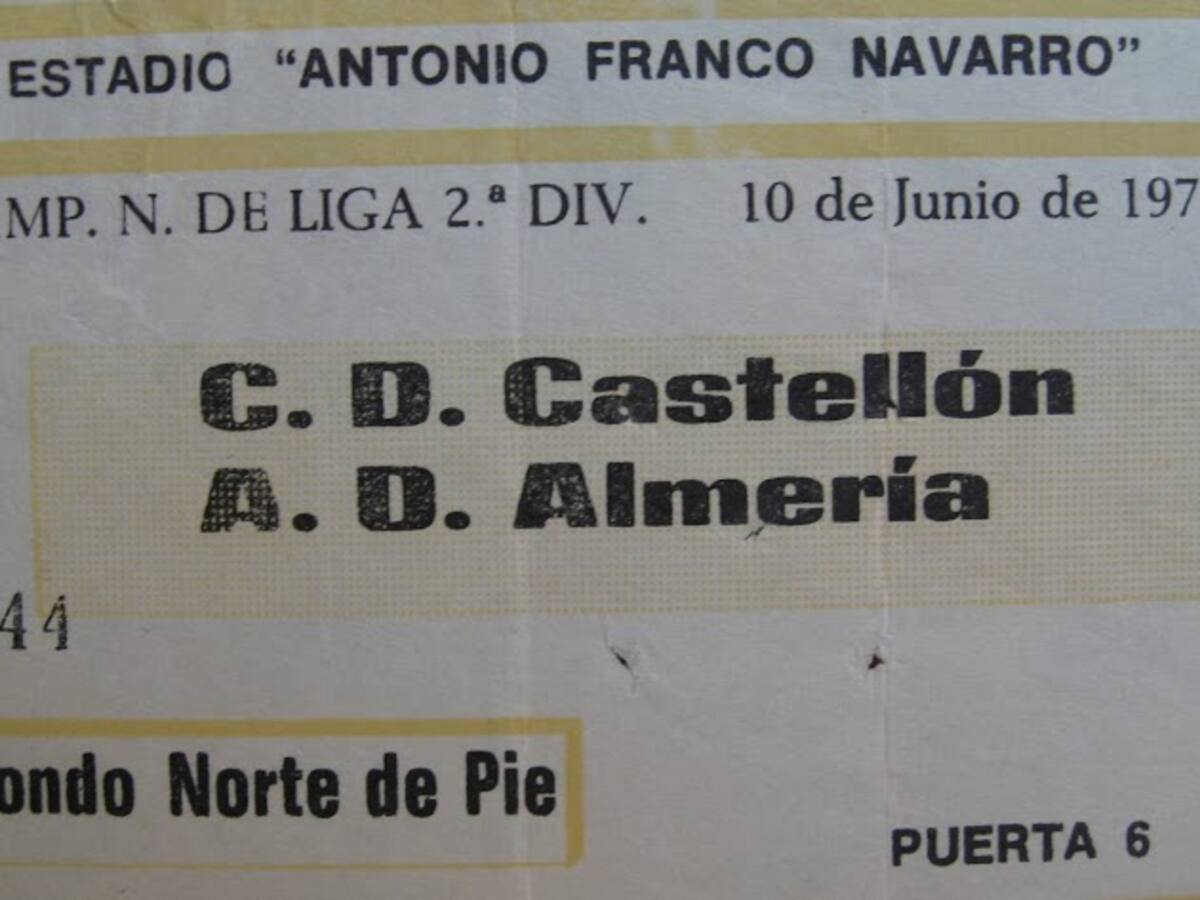 ESTADIO "ANTONIO FRANCO NAVARRO"
MP. N. DE LIGA 2.ª DIV. 10 de Junio de 197
C. D. Castellón
A. D. Almería
44
ondo Norte de Pie
PUERTA 6